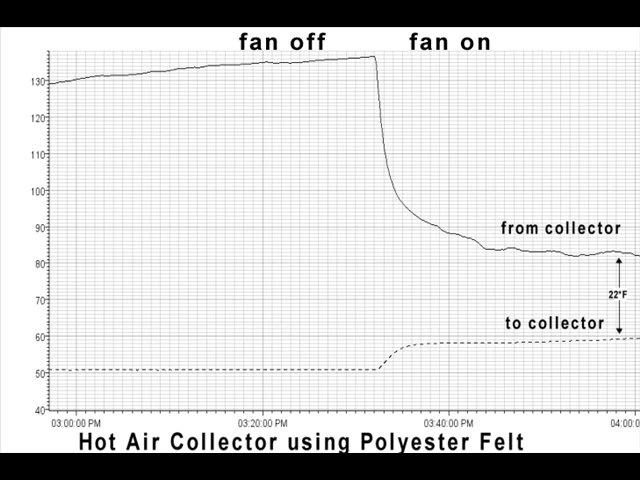 fan off fan on
130
120
110
100
90
80
70
60
50
40
from collector
22°F
to collector
03:00:00 PM 03:20:00 PM 03:40:00 PM 04:00:0
Hot Air Collector using Polyester Felt